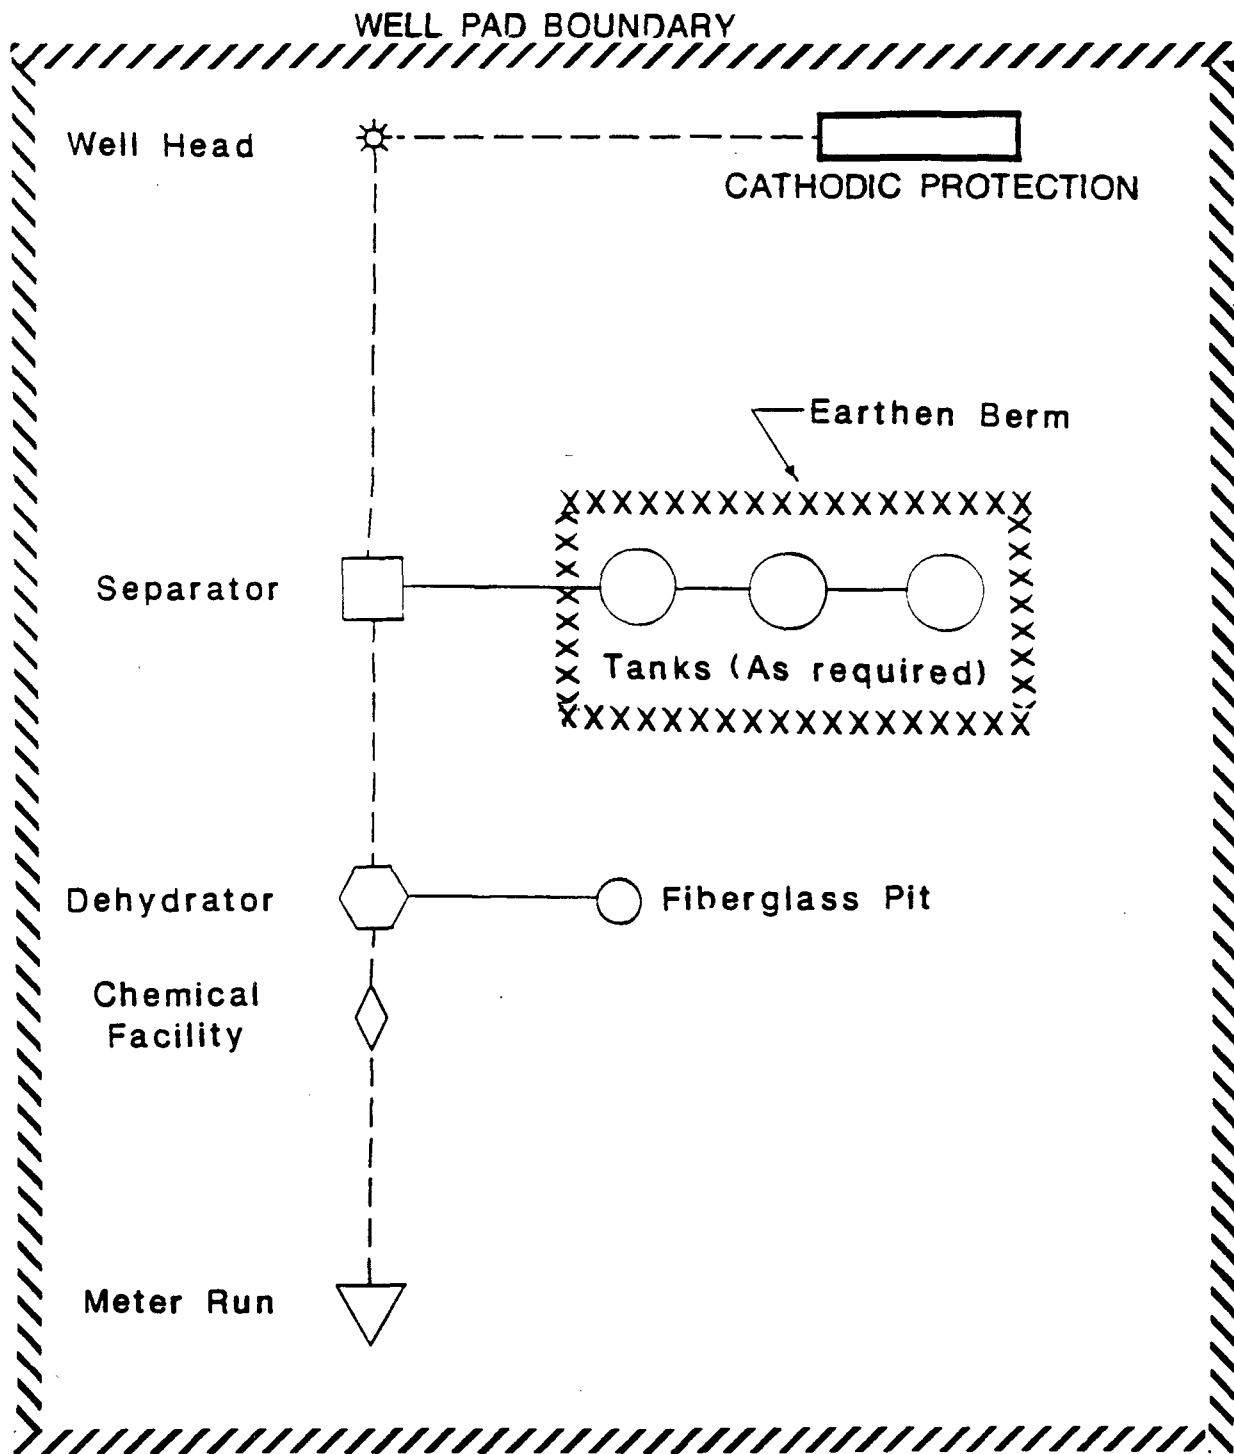 WELL PAD BOUNDARY
Well Head
CATHODIC PROTECTION
Earthen Berm
Separator
Tanks (As required)
Dehydrator
Fiberglass Pit
Chemical
Facility
Meter Run